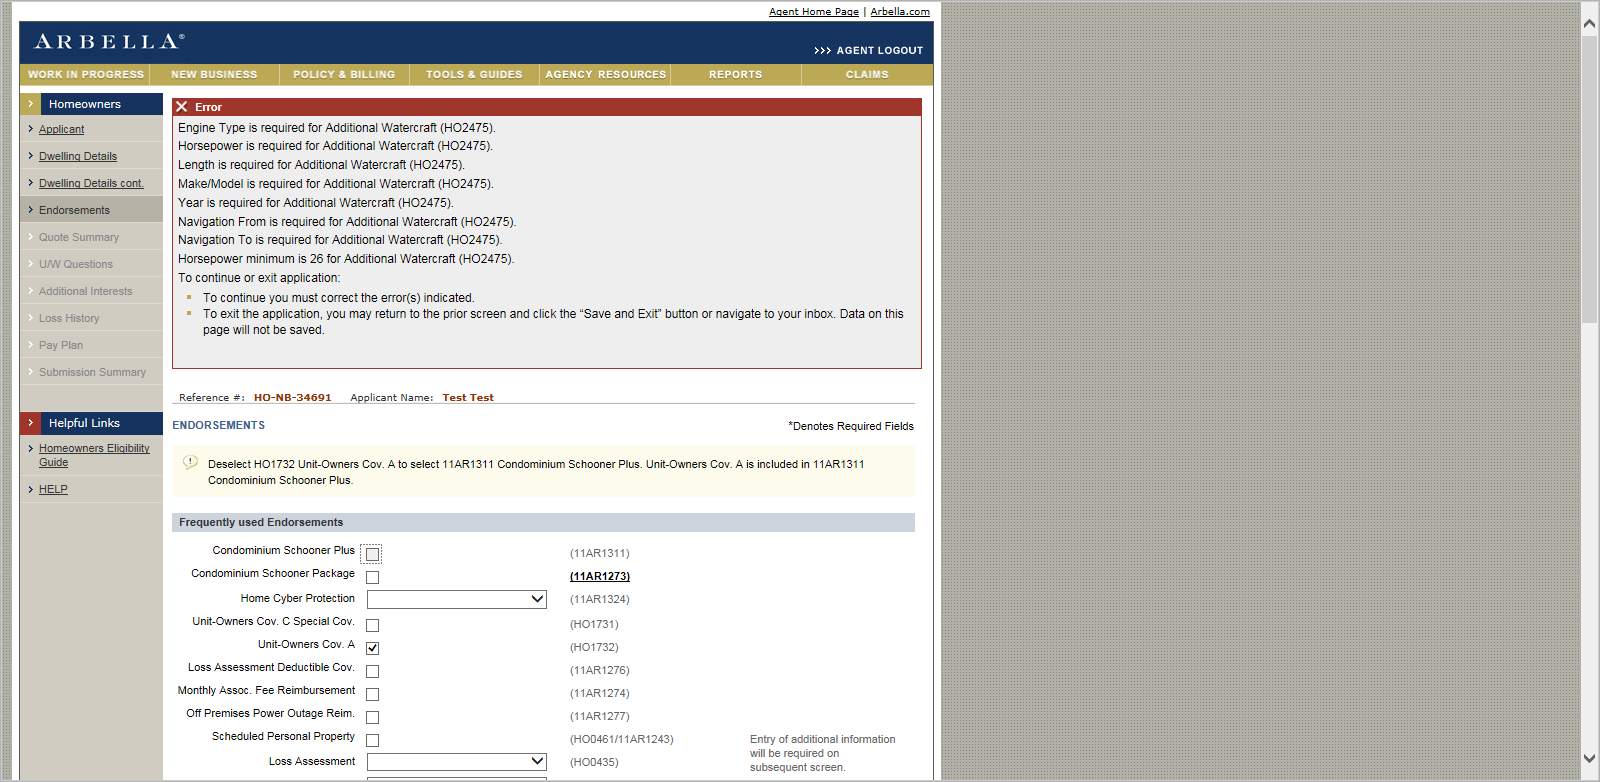 Agent Home Page | Arbella.com
ARBELLA®
>>> AGENT LOGOUT
WORK IN PROGRESS NEW BUSINESS POLICY & BILLING TOOLS & GUIDES AGENCY RESOURCES REPORTS CLAIMS
Homeowners
Applicant
Dwelling Details
Dwelling Details cont.
Endorsements
Quote Summary
U/W Questions
Additional Interests
Loss History
Pay Plan
Submission Summary
Helpful Links
Homeowners Eligibility
Guide
HELP
Error
Engine Type is required for Additional Watercraft (HO2475).
Horsepower is required for Additional Watercraft (HO2475).
Length is required for Additional Watercraft (HO2475).
Make/Model is required for Additional Watercraft (HO2475).
Year is required for Additional Watercraft (HO2475).
Navigation From is required for Additional Watercraft (HO2475).
Navigation To is required for Additional Watercraft (HO2475).
Horsepower minimum is 26 for Additional Watercraft (HO2475).
To continue or exit application:
To continue you must correct the error(s) indicated.
To exit the application, you may return to the prior screen and click the “Save and Exit” button or navigate to your inbox. Data on this
page will not be saved.
Reference #: HO-NB-34691 Applicant Name: Test Test
ENDORSEMENTS
*Denotes Required Fields
Deselect HO1732 Unit-Owners Cov. A to select 11AR1311 Condominium Schooner Plus. Unit-Owners Cov. A is included in 11AR1311
Condominium Schooner Plus.
Frequently used Endorsements
Condominium Schooner Plus (11AR1311)
Condominium Schooner Package (11AR1273)
Home Cyber Protection (11AR1324)
Unit-Owners Cov. C Special Cov. (HO1731)
Unit-Owners Cov. A (HO1732)
Loss Assessment Deductible Cov. (11AR1276)
Monthly Assoc. Fee Reimbursement (11AR1274)
Off Premises Power Outage Reim. (11AR1277)
Scheduled Personal Property (HO0461/11AR1243) Entry of additional information
will be required on
subsequent screen.
Loss Assessment (HO0435)